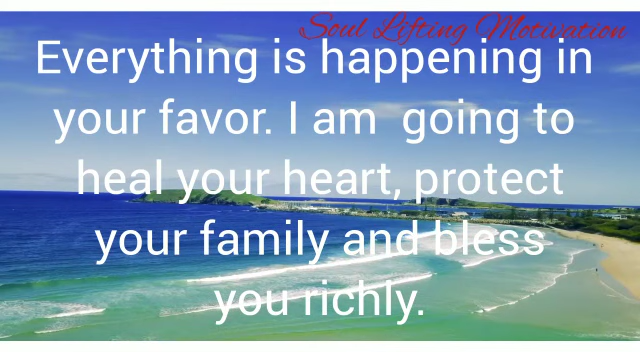 Soul Lifting Motivation
Everything is happening in
your favor. I am going to
heal your heart, protect
your family and bless
you richly.